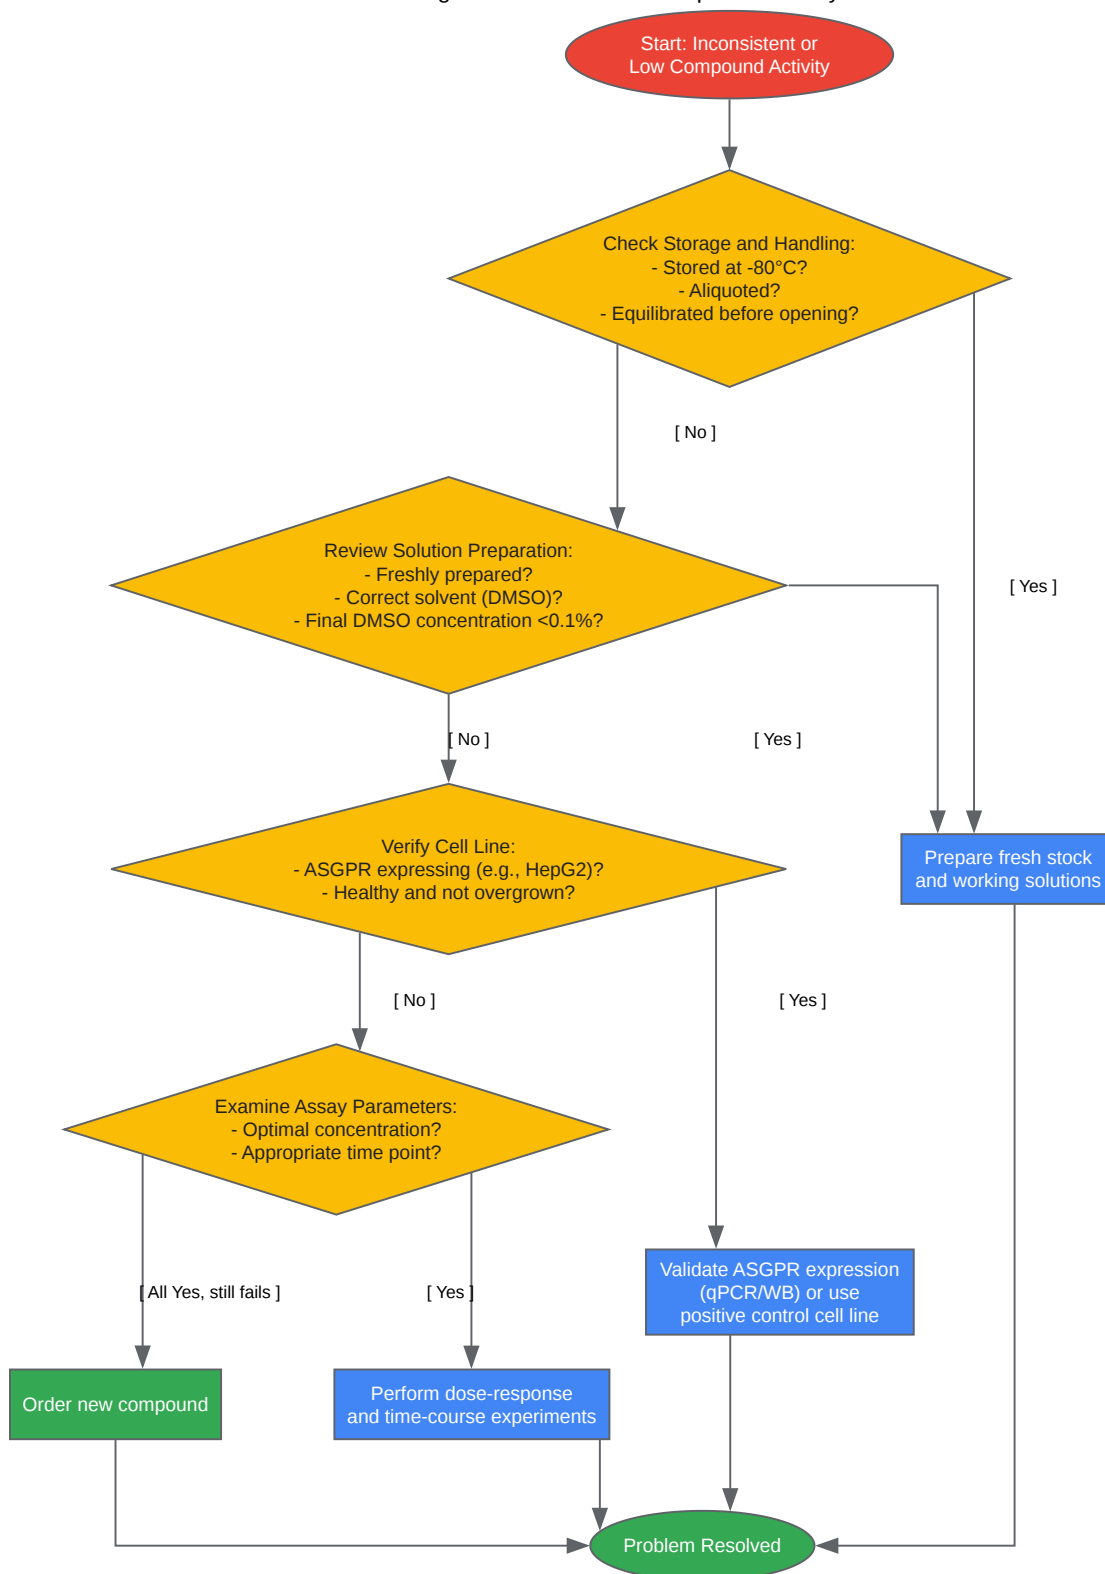 Start: Inconsistent or
Low Compound Activity
Check Storage and Handling:
- Stored at -80°C?
- Aliquoted?
- Equilibrated before opening?
[ No ]
[ Yes ]
Review Solution Preparation:
- Freshly prepared?
- Correct solvent (DMSO)?
- Final DMSO concentration <0.1%?
[ No ]
[ Yes ]
Verify Cell Line:
- ASGPR expressing (e.g., HepG2)?
- Healthy and not overgrown?
Prepare fresh stock
and working solutions
[ No ]
[ Yes ]
Examine Assay Parameters:
- Optimal concentration?
- Appropriate time point?
[ All Yes, still fails ]
[ Yes ]
Validate ASGPR expression
(qPCR/WB) or use
positive control cell line
Order new compound
Perform dose-response
and time-course experiments
Problem Resolved